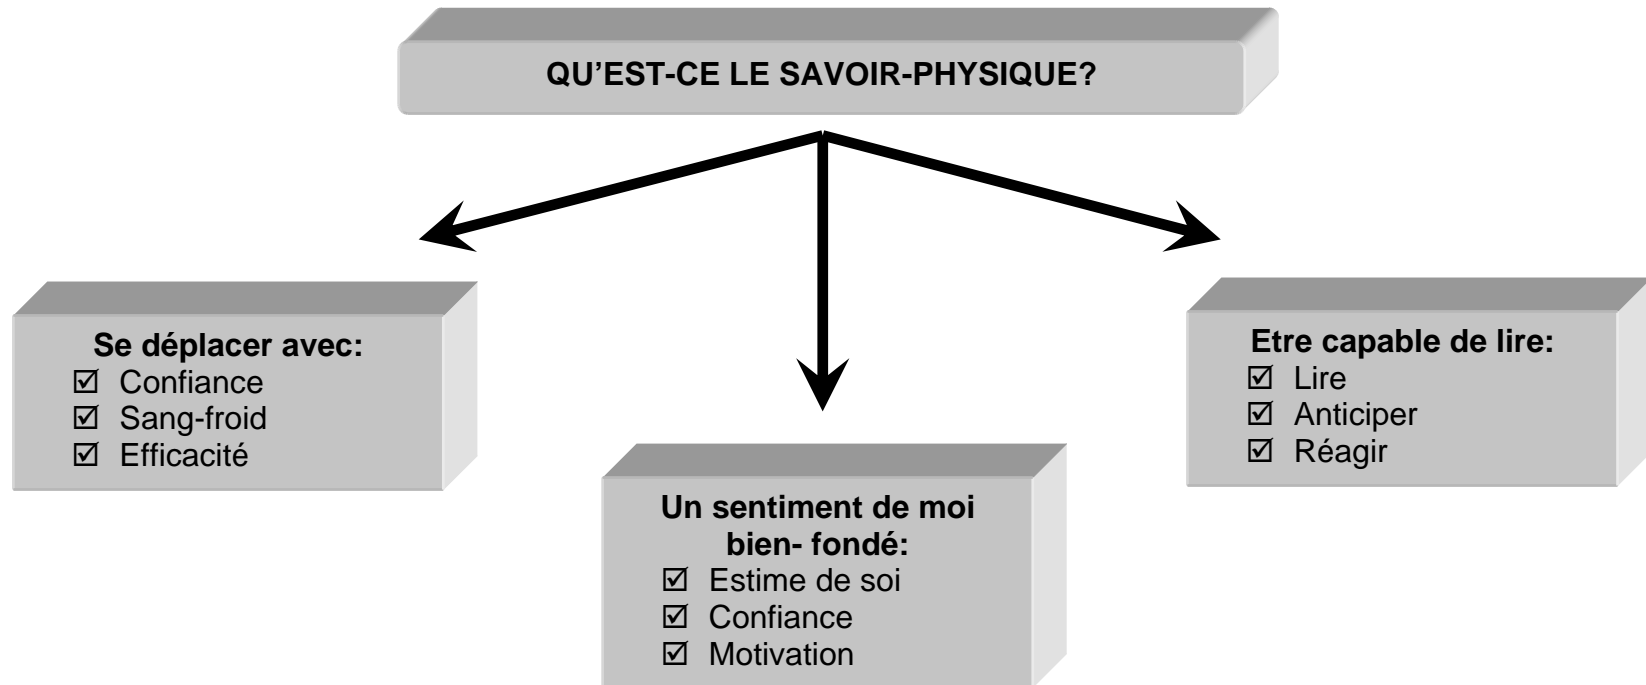 QU’EST-CE LE SAVOIR-PHYSIQUE?
Se déplacer avec:
☑ Confiance
☑ Sang-froid
☑ Efficacité
Un sentiment de moi
bien- fondé:
☑ Estime de soi
☑ Confiance
☑ Motivation
Etre capable de lire:
☑ Lire
☑ Anticiper
☑ Réagir